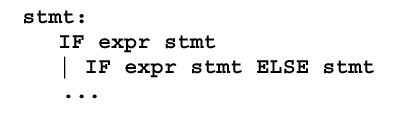 stmt:
IF expr stmt
| IF expr stmt ELSE stmt
...